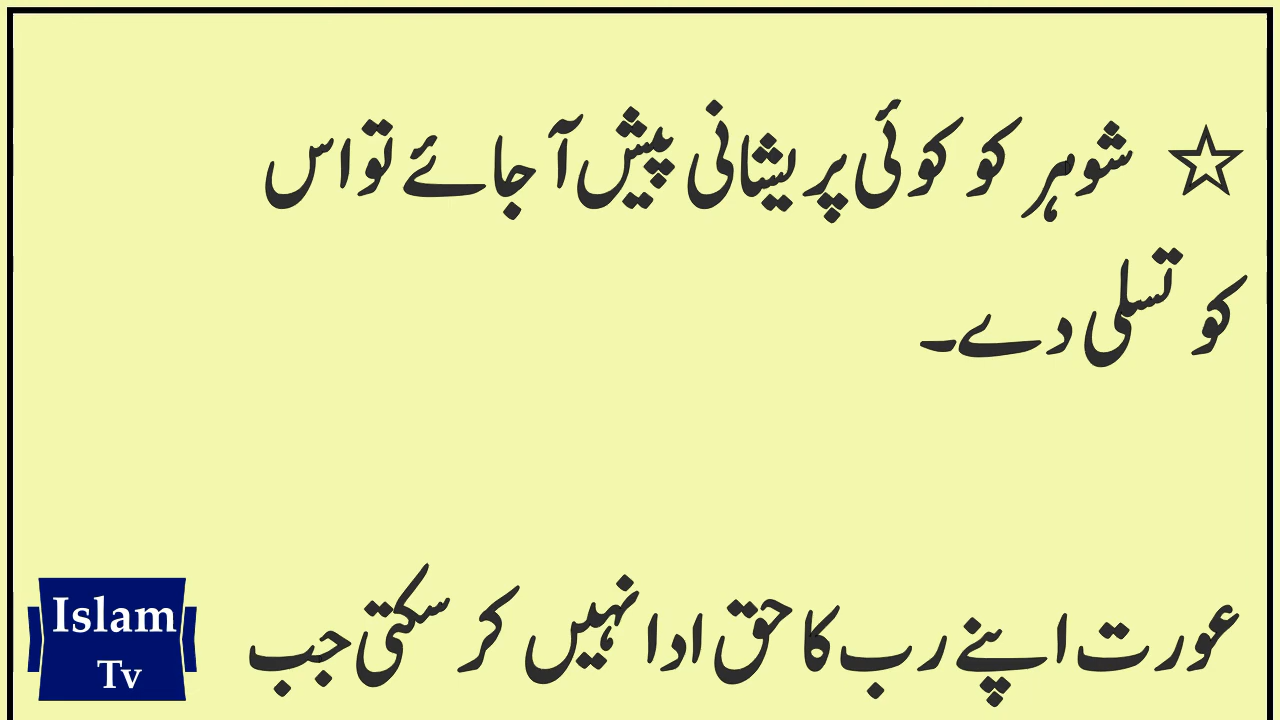 ☆ شوہر کو کوئی پریشانی پیش آ جائے تو اس
کو تسلی دے۔
عورت اپنے رب کا حق ادا نہیں کر سکتی جب
Islam
Tv